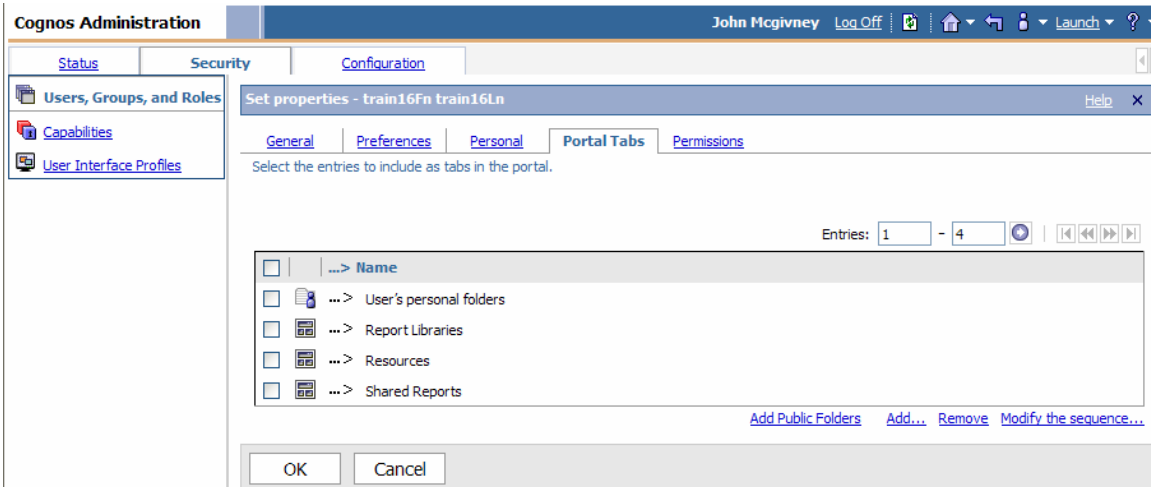 Cognos Administration John Mcgivney Log Off Launch ?
Status Security Configuration
Users, Groups, and Roles
Capabilities
User Interface Profiles
Set properties - train16Fn train16Ln Help X
General Preferences Personal Portal Tabs Permissions
Select the entries to include as tabs in the portal.
Entries: 1 - 4
...> Name
...> User's personal folders
...> Report Libraries
...> Resources
...> Shared Reports
Add Public Folders Add... Remove Modify the sequence...
OK Cancel